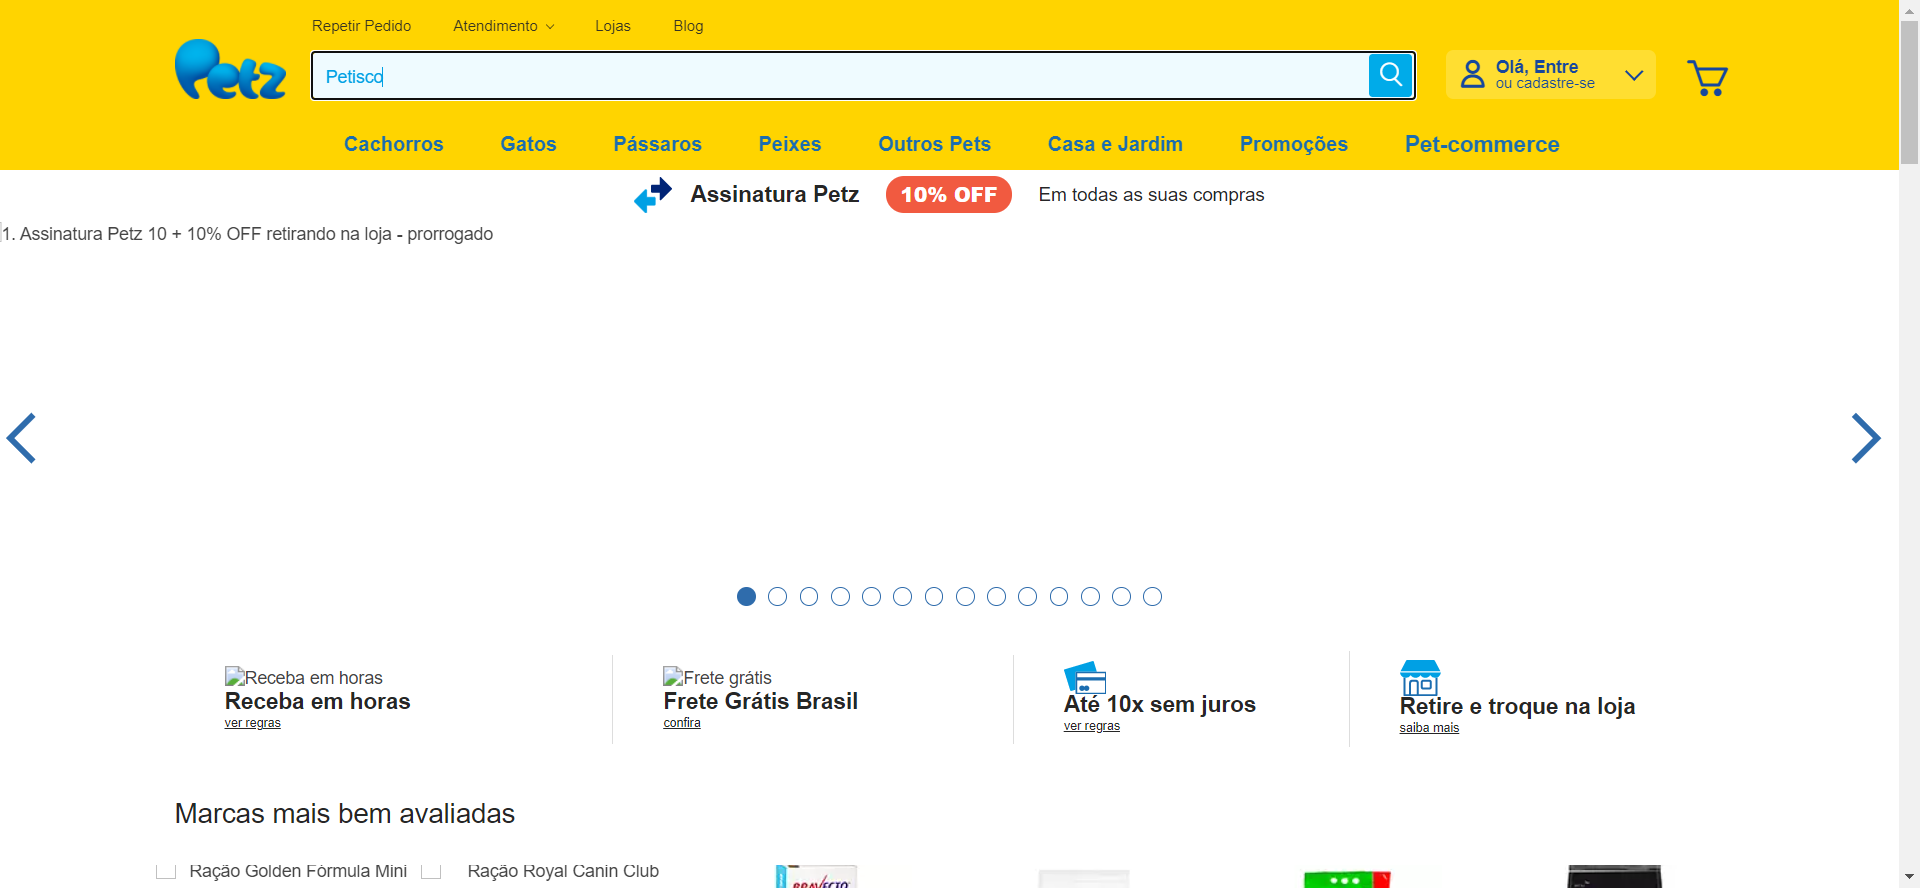 Repetir Pedido Atendimento Lojas Blog
Petz
Petisco
Olá, Entre
ou cadastre-se
Cachorros Gatos Pássaros Peixes Outros Pets Casa e Jardim Promoções Pet-commerce
Assinatura Petz 10% OFF Em todas as suas compras
1. Assinatura Petz 10 + 10% OFF retirando na loja - prorrogado
Receba em horas
Receba em horas
ver regras
Frete grátis
Frete Grátis Brasil
confira
Até 10x sem juros
ver regras
Retire e troque na loja
saiba mais
Marcas mais bem avaliadas
Ração Golden Fórmula Mini
Ração Royal Canin Club
BRAVECTO